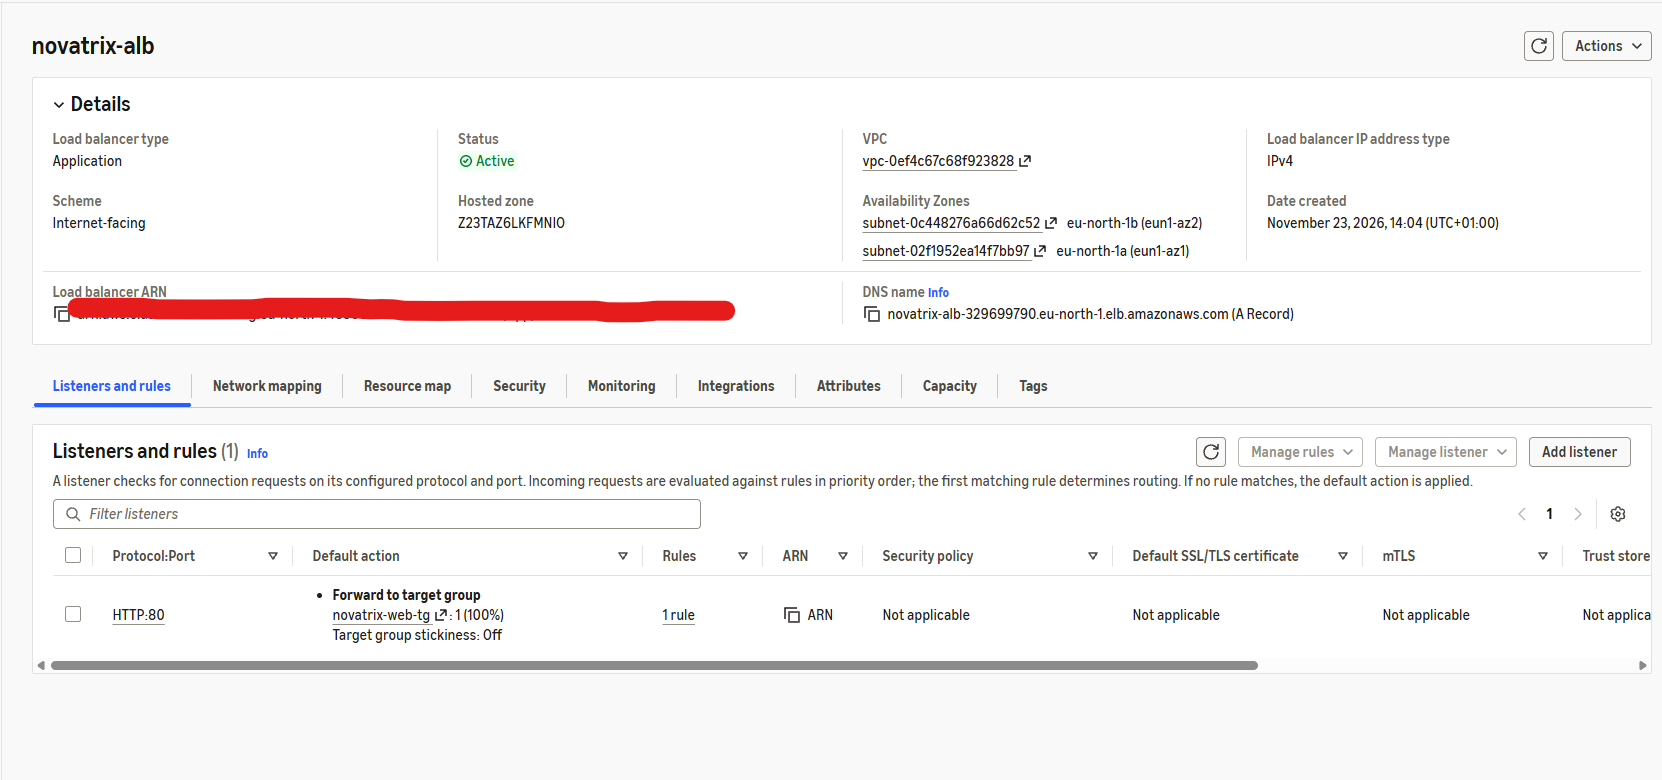 novatrix-alb
Actions
Details
Load balancer type
Application
Status
Active
VPC
vpc-0ef4c67c68f923828
Load balancer IP address type
IPv4
Scheme
Internet-facing
Hosted zone
Z23TAZ6LKFMNIO
Availability Zones
subnet-0c448276a66d62c52 eu-north-1b (eun1-az2)
subnet-02f1952ea14f7bb97 eu-north-1a (eun1-az1)
Date created
November 23, 2026, 14:04 (UTC+01:00)
Load balancer ARN
DNS name Info
novatrix-alb-329699790.eu-north-1.elb.amazonaws.com (A Record)
Listeners and rules Network mapping Resource map Security Monitoring Integrations Attributes Capacity Tags
Listeners and rules (1) Info
Manage rules Manage listener Add listener
A listener checks for connection requests on its configured protocol and port. Incoming requests are evaluated against rules in priority order; the first matching rule determines routing. If no rule matches, the default action is applied.
Filter listeners
1
Protocol:Port Default action Rules ARN Security policy Default SSL/TLS certificate mTLS Trust store
HTTP:80
• Forward to target group
novatrix-web-tg : 1 (100%)
Target group stickiness: Off
1 rule
ARN
Not applicable
Not applicable
Not applicable
Not applica